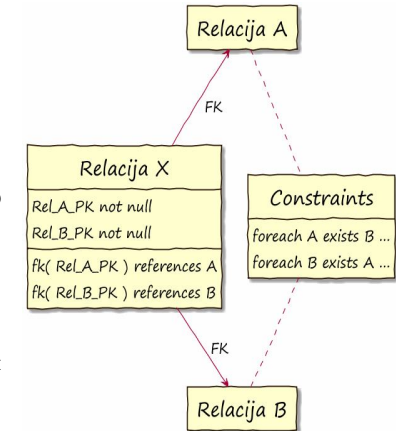 Relacija A
FK
Relacija X
Rel_A_PK not null
Rel_B_PK not null
fk( Rel_A_PK ) references A
fk( Rel_B_PK ) references B
Constraints
foreach A exists B ...
foreach B exists A ...
FK
Relacija B